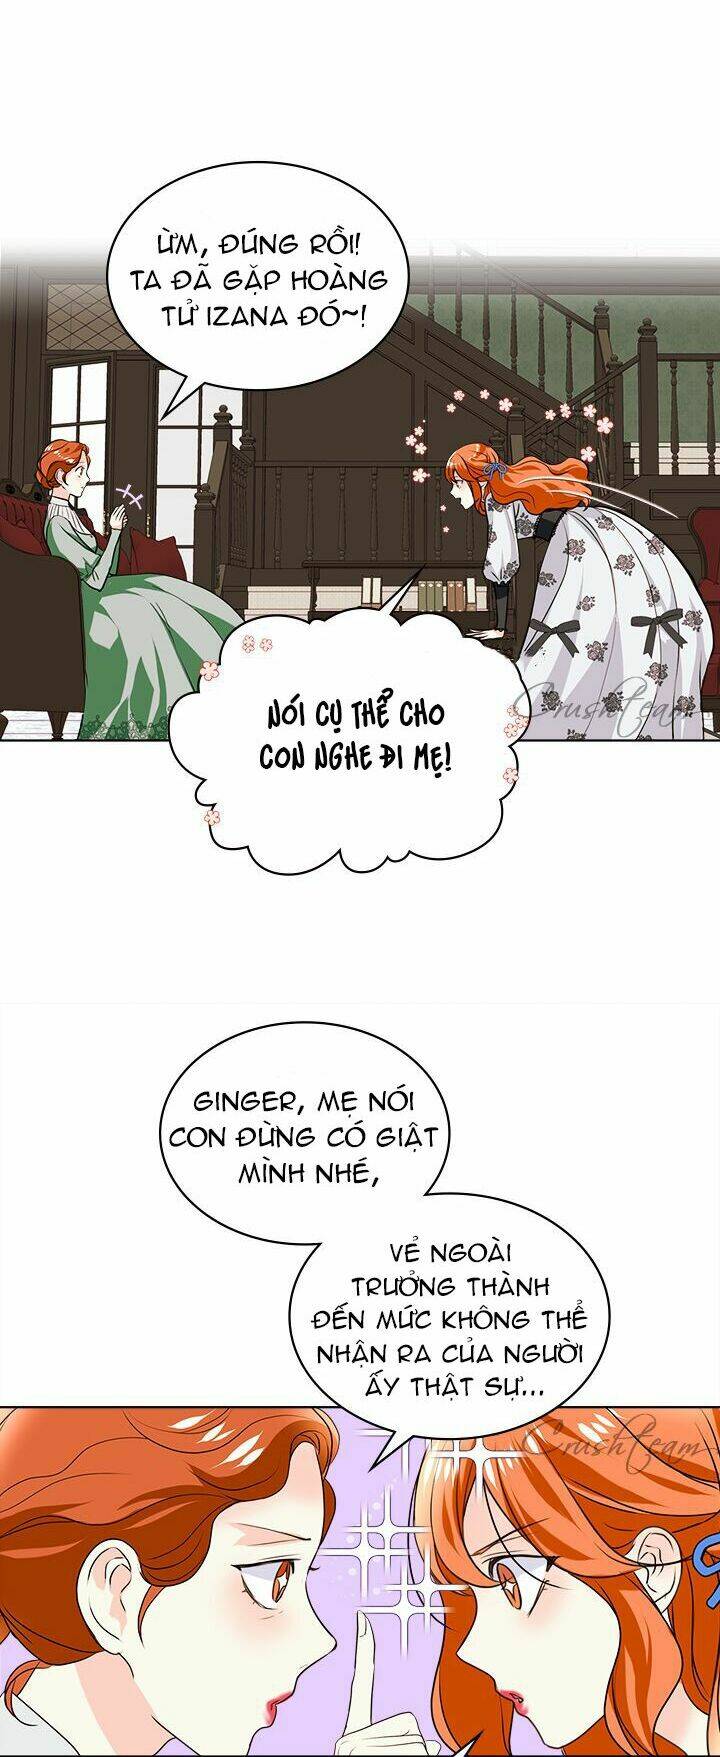 ỪM, ĐÚNG RỒI!
TA ĐÃ GẶP HOÀNG
TỬ IZANA ĐÓ~!
NÓI CỤ THỂ CHO
CON NGHE ĐI MẸ!
Crushteam
GINGER, MẸ NÓI
CON ĐỪNG CÓ GIẬT
MÌNH NHÉ,
VẺ NGOÀI
TRƯỞNG THÀNH
ĐẾN MỨC KHÔNG THỂ
NHẬN RA CỦA NGƯỜI
ẤY THẬT SỰ...
Crushteam